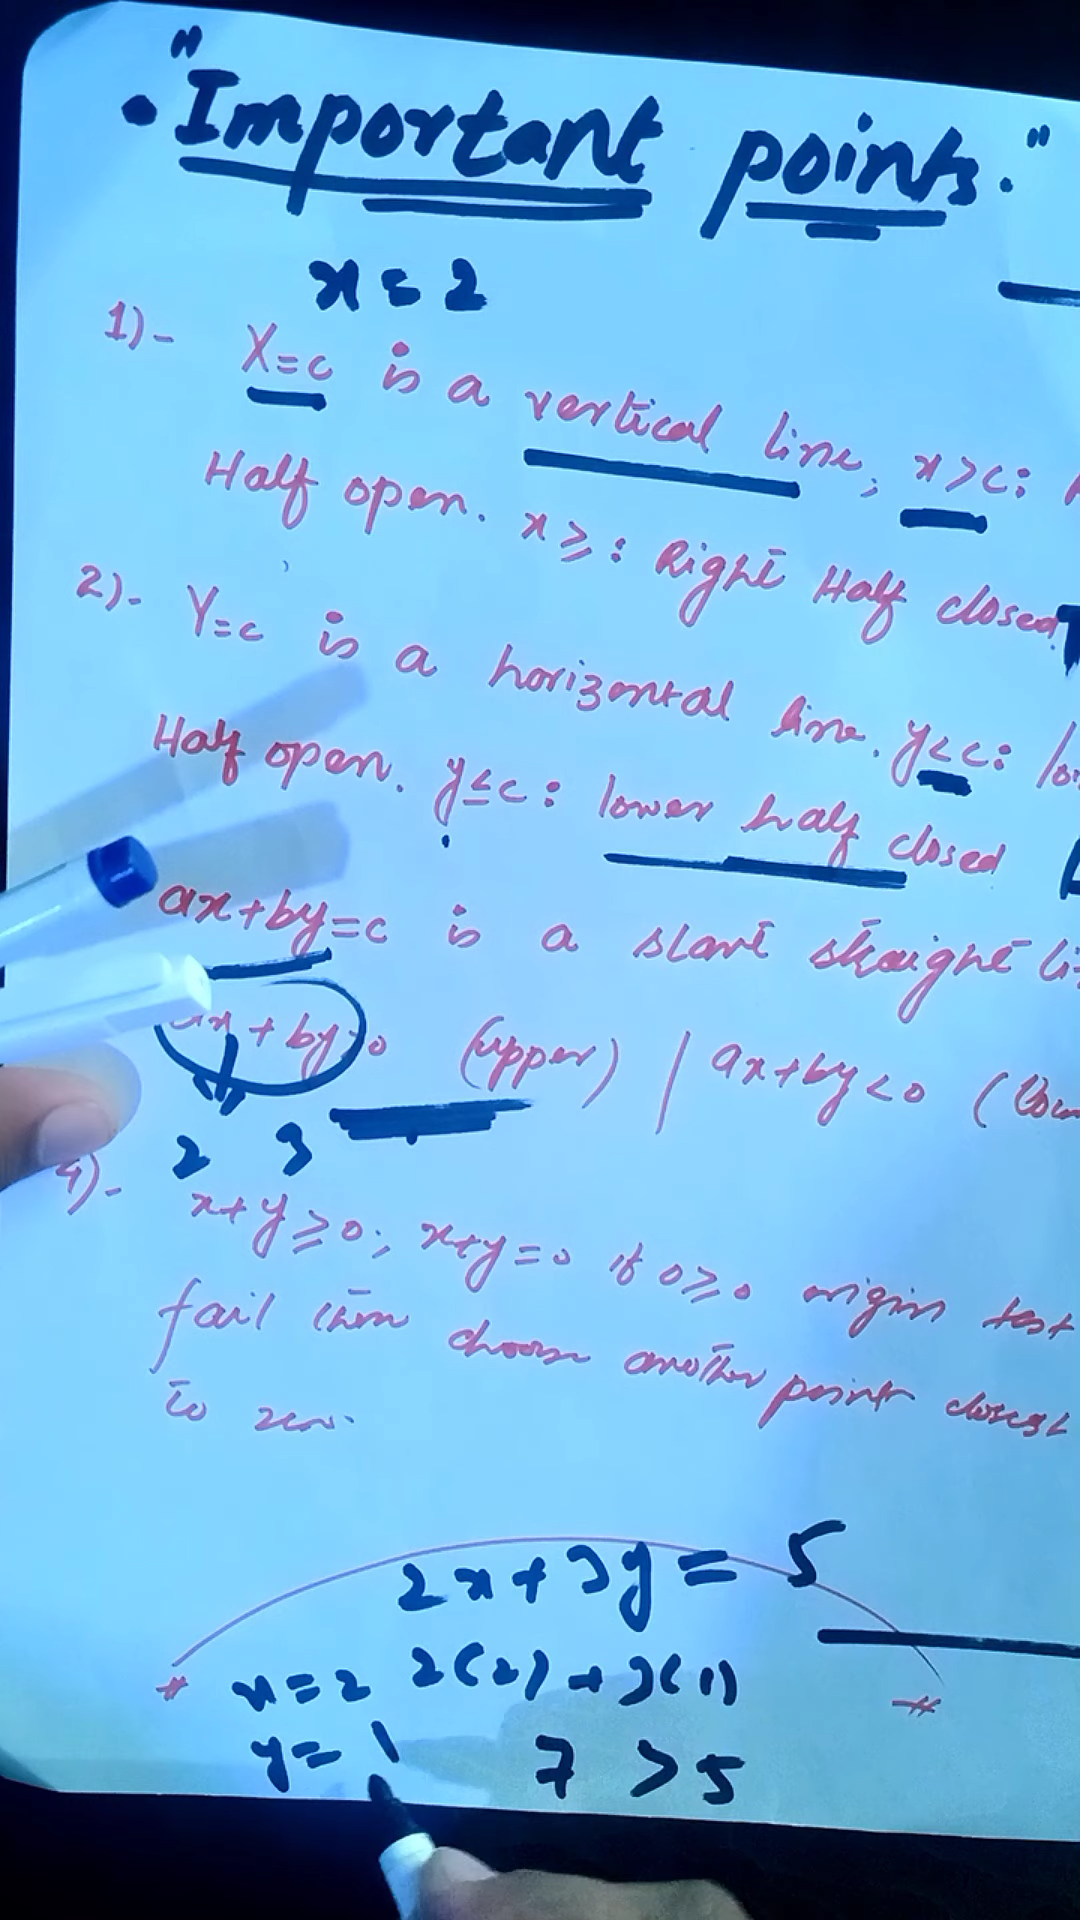 "
• "Important points."
x = 2
1)- X=c is a vertical line, x>c:
Half open. x ≥ : Right Half closed.
2)- Y=c is a horizontal line. y<c:
Half open. y≤c: lower half closed
ax+by=c is a slant straight
+ by>0 (upper) | ax+by<0
2 3
4)- x+y ≥ 0; x+y=0 if 0≥0 origin test
fail then choose another point closest
to zero.
2x+3y = 5
x=2 2(2)+3(1)
y=1 7 > 5